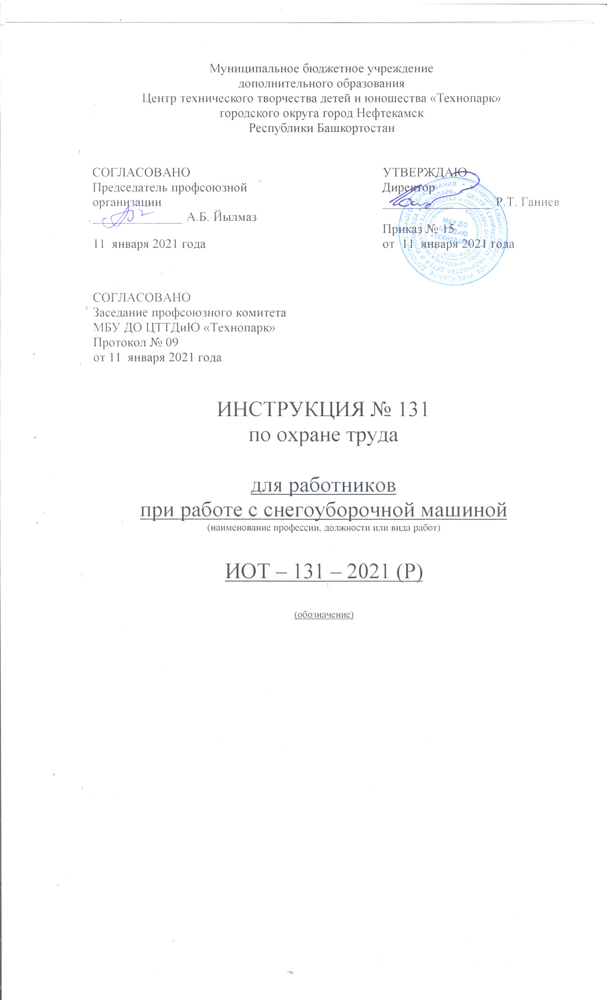 Муниципальное бюджетное учреждение
дополнительного образования
Центр технического творчества детей и юношества «Технопарк»
городского округа город Нефтекамск
Республики Башкортостан
СОГЛАСОВАНО
Председатель профсоюзной
организации
А.Б. Йылмаз
11 января 2021 года
УТВЕРЖДАЮ
Директор
Р.Т. Ганиев
Приказ № 15
от 11 января 2021 года
МБУ ДО
ЦТТДиЮ
«ТЕХНОПАРК»
СОГЛАСОВАНО
Заседание профсоюзного комитета
МБУ ДО ЦТТДиЮ «Технопарк»
Протокол № 09
от 11 января 2021 года
ИНСТРУКЦИЯ № 131
по охране труда
для работников
при работе с снегоуборочной машиной
(наименование профессии, должности или вида работ)
ИОТ – 131 – 2021 (Р)
(обозначение)